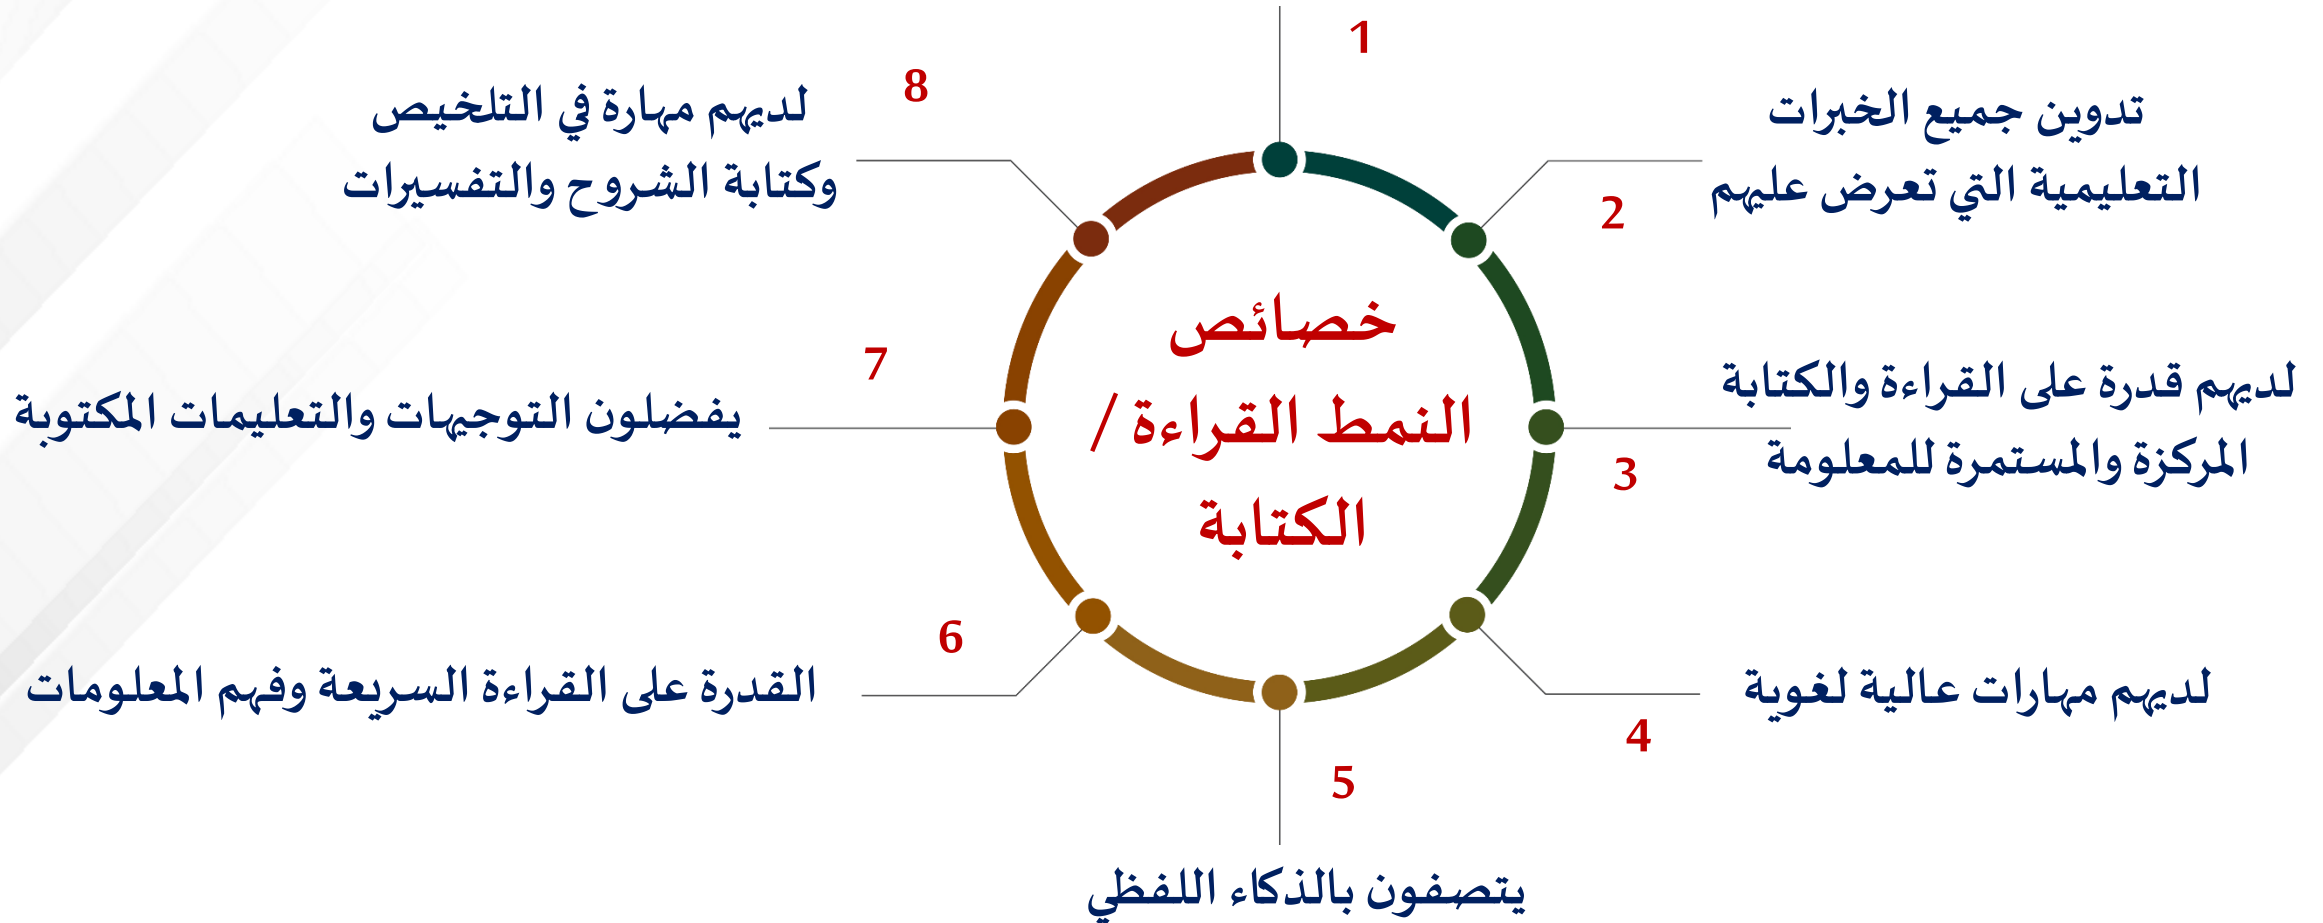 خصائص
النمط القراءة /
الكتابة
1
2
تدوين جميع الخبرات
التعليمية التي تعرض عليهم
3
لديهم قدرة على القراءة والكتابة
المركزة والمستمرة للمعلومة
4
لديهم مهارات عالية لغوية
5
يتصفون بالذكاء اللفظي
6
القدرة على القراءة السريعة وفهم المعلومات
7
يفضلون التوجيهات والتعليمات المكتوبة
8
لديهم مهارة في التلخيص
وكتابة الشروح والتفسيرات